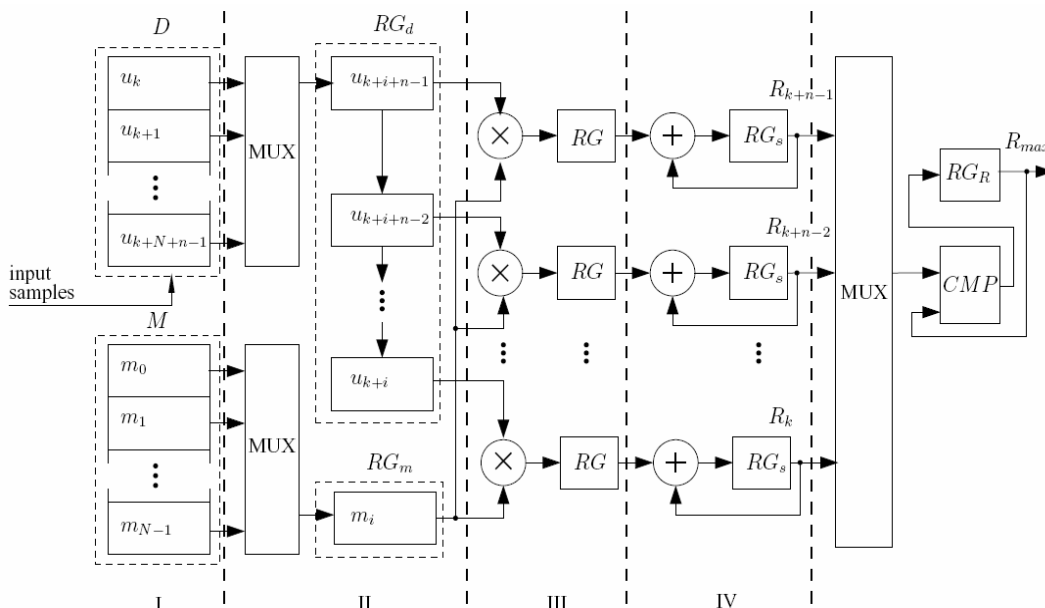 D
RG_d
u_k
u_{k+1}
⋮
u_{k+N+n-1}
MUX
u_{k+i+n-1}
u_{k+i+n-2}
⋮
u_{k+i}
input
samples
M
m_0
m_1
⋮
m_{N-1}
MUX
RG_m
m_i
× RG + RG_s R_{k+n-1}
× RG + RG_s R_{k+n-2}
⋮ ⋮ ⋮
× RG + RG_s R_k
MUX
RG_R
R_{max}
CMP
I II III IV